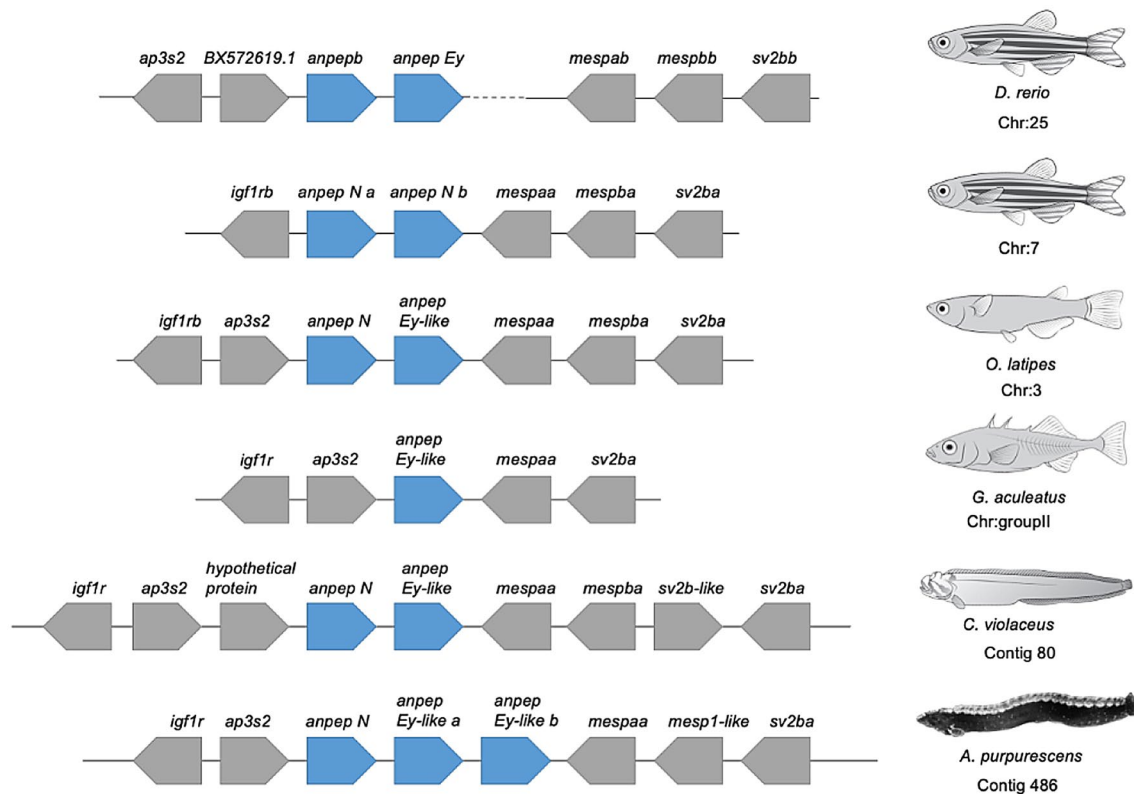 ap3s2 BX572619.1 anpepb anpep Ey mespab mespbb sv2bb
D. rerio
Chr:25
igf1rb anpep N a anpep N b mespaa mespba sv2ba
Chr:7
anpep
igf1rb ap3s2 anpep N Ey-like mespaa mespba sv2ba
O. latipes
Chr:3
anpep
igf1r ap3s2 Ey-like mespaa sv2ba
G. aculeatus
Chr:groupII
hypothetical anpep
igf1r ap3s2 protein anpep N Ey-like mespaa mespba sv2b-like sv2ba
C. violaceus
Contig 80
anpep anpep
igf1r ap3s2 anpep N Ey-like a Ey-like b mespaa mesp1-like sv2ba
A. purpurescens
Contig 486